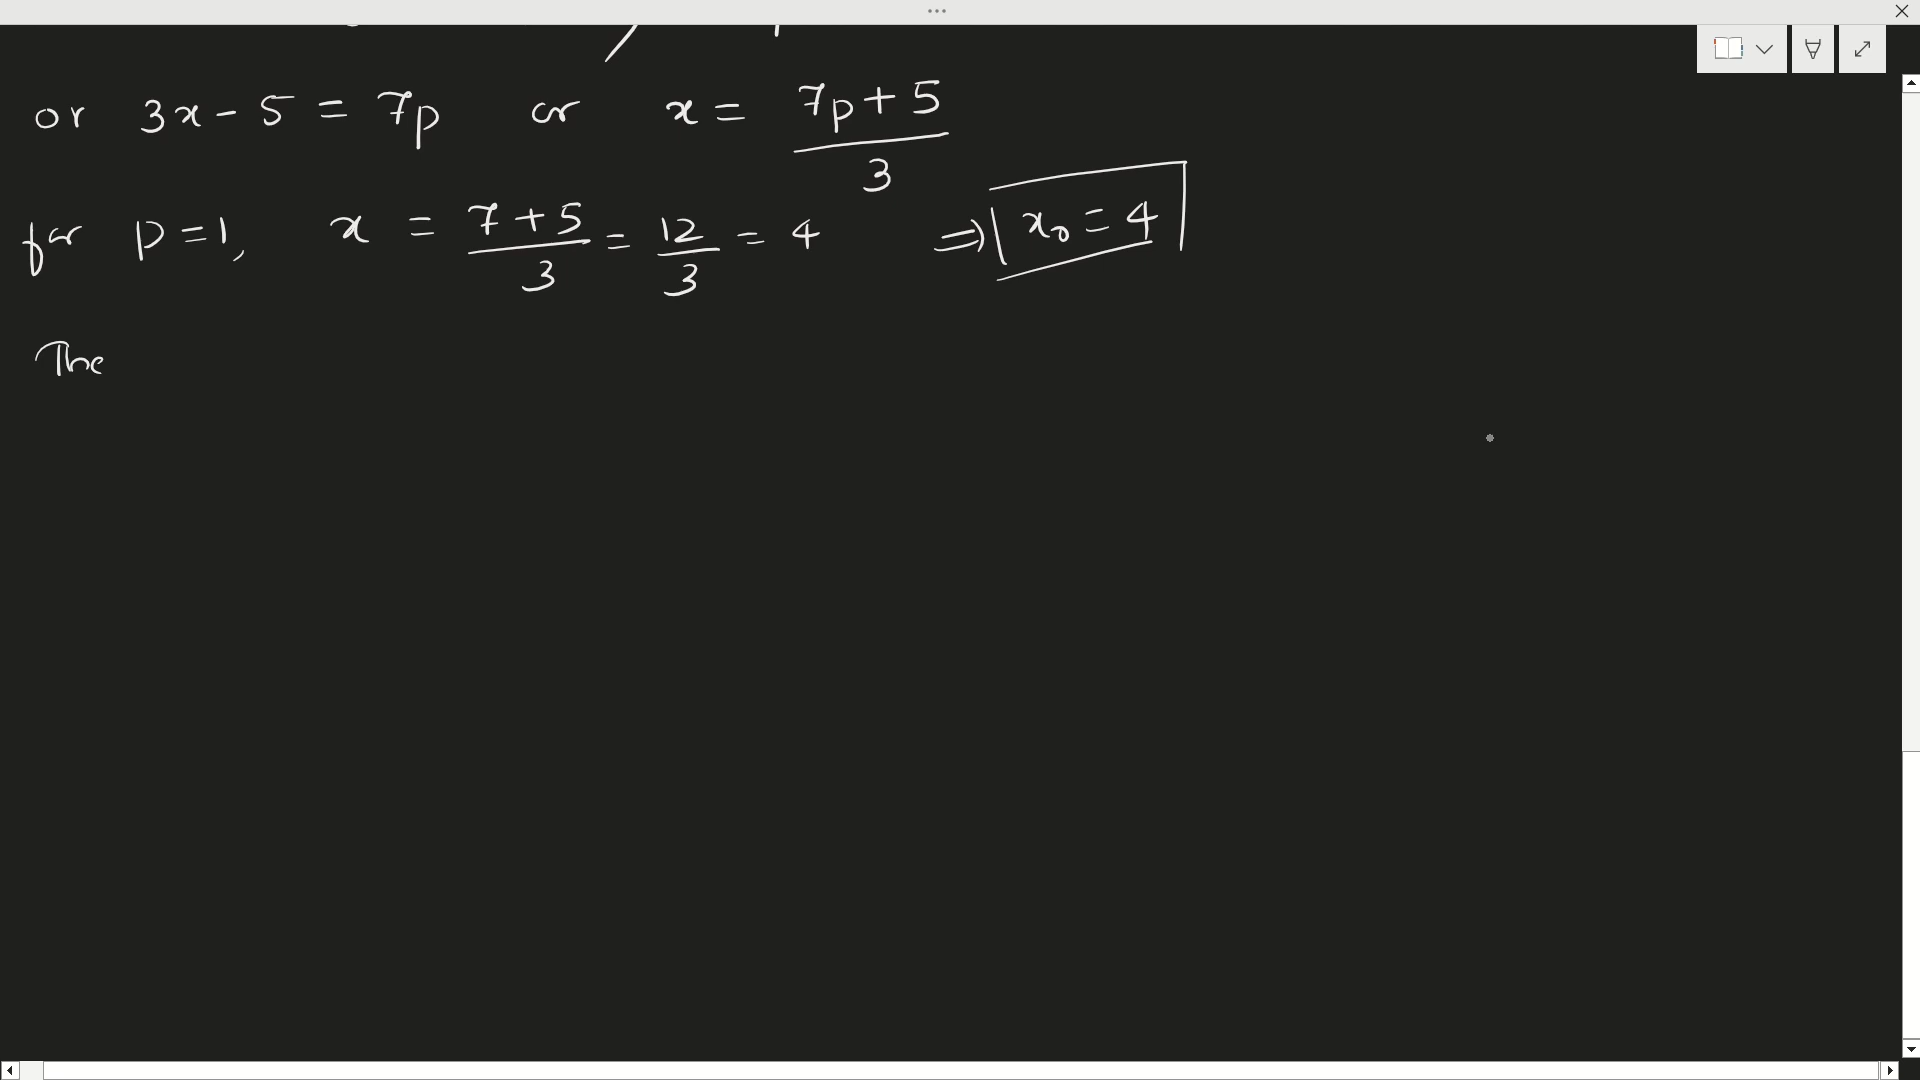 or 3x - 5 = 7p or x = (7p + 5)/3
for p = 1, x = (7 + 5)/3 = 12/3 = 4 ⇒ x₀ = 4
The